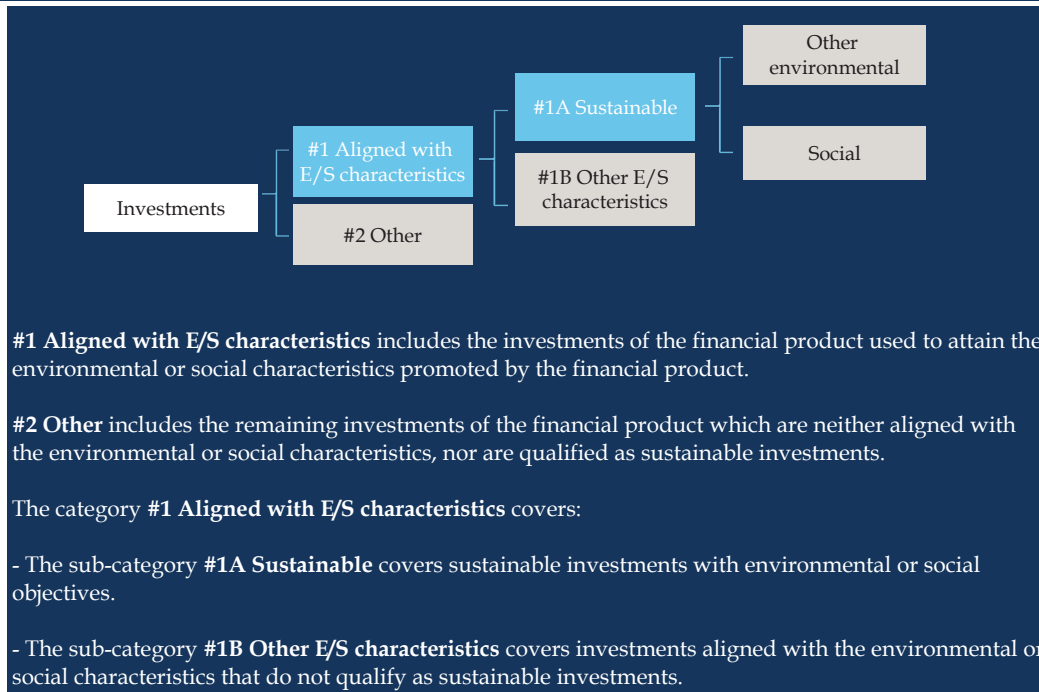 Other
environmental
#1A Sustainable
#1 Aligned with
E/S characteristics
Social
#1B Other E/S
characteristics
Investments
#2 Other
#1 Aligned with E/S characteristics includes the investments of the financial product used to attain the
environmental or social characteristics promoted by the financial product.
#2 Other includes the remaining investments of the financial product which are neither aligned with
the environmental or social characteristics, nor are qualified as sustainable investments.
The category #1 Aligned with E/S characteristics covers:
- The sub-category #1A Sustainable covers sustainable investments with environmental or social
objectives.
- The sub-category #1B Other E/S characteristics covers investments aligned with the environmental or
social characteristics that do not qualify as sustainable investments.